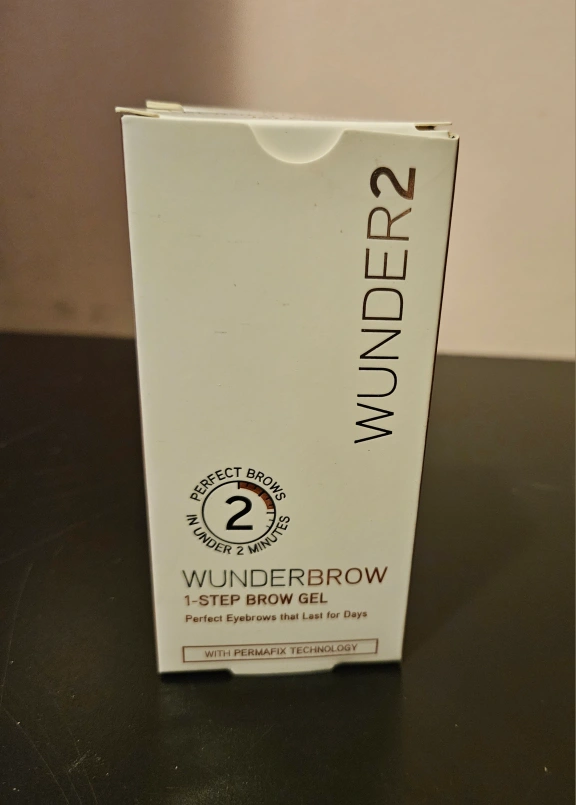 WUNDER2
PERFECT BROWS
2
IN UNDER 2 MINUTES
WUNDERBROW
1-STEP BROW GEL
Perfect Eyebrows that Last for Days
WITH PERMAFIX TECHNOLOGY